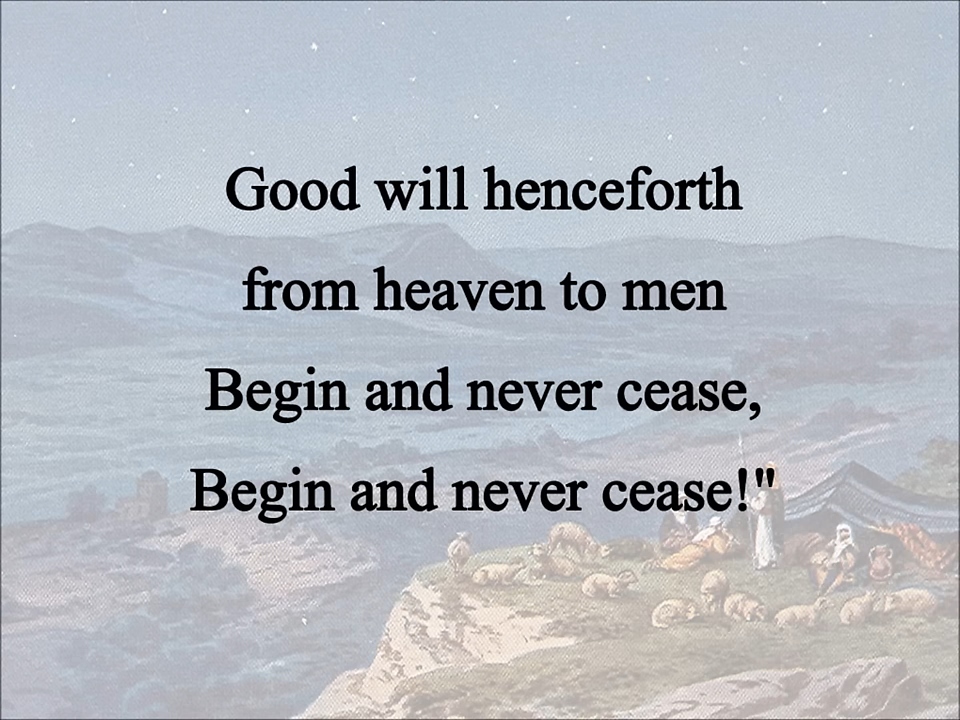 Good will henceforth
from heaven to men
Begin and never cease,
Begin and never cease!"